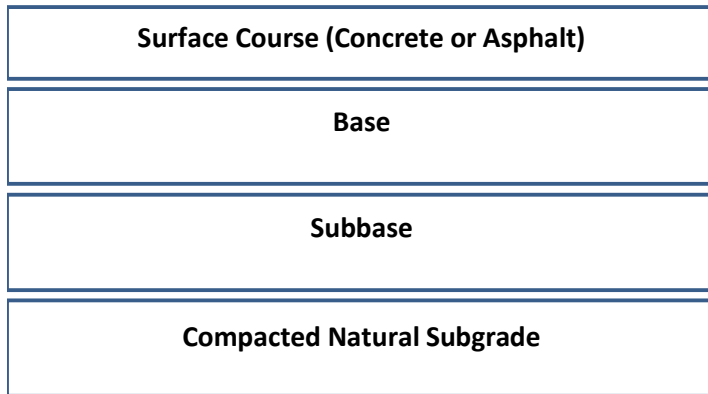 Surface Course (Concrete or Asphalt)
Base
Subbase
Compacted Natural Subgrade